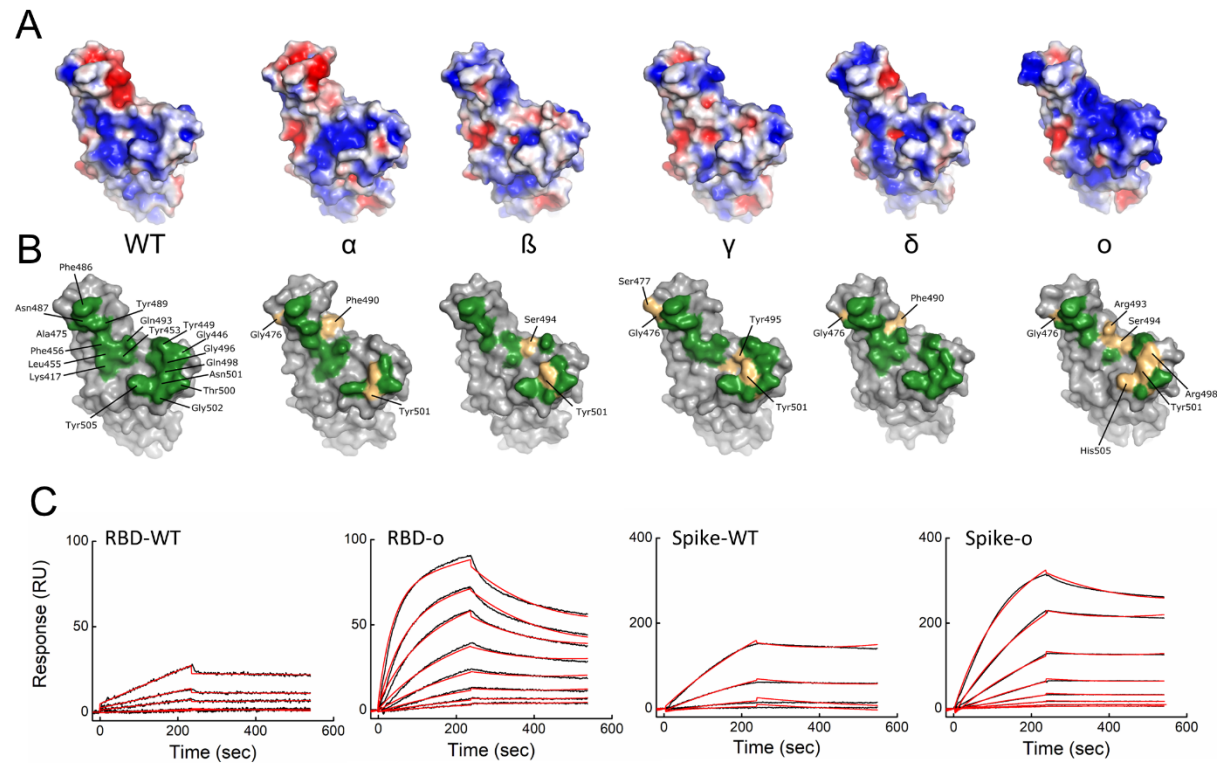 A
WT α ß γ δ o
B
Phe486
Asn487
Tyr489
Gln493
Tyr453
Tyr449
Gly446
Ala475
Phe456
Leu455
Lys417
Gly496
Gln498
Asn501
Thr500
Gly502
Tyr505
Phe490
Gly476
Tyr501
Ser494
Tyr501
Ser477
Gly476
Tyr495
Tyr501
Phe490
Gly476
Arg493
Ser494
Gly476
Arg498
Tyr501
His505
C
RBD-WT
Response (RU)
100
50
0
0 200 400 600
Time (sec)
RBD-o
100
50
0
0 200 400 600
Time (sec)
Spike-WT
400
200
0
0 200 400 600
Time (sec)
Spike-o
400
200
0
0 200 400 600
Time (sec)